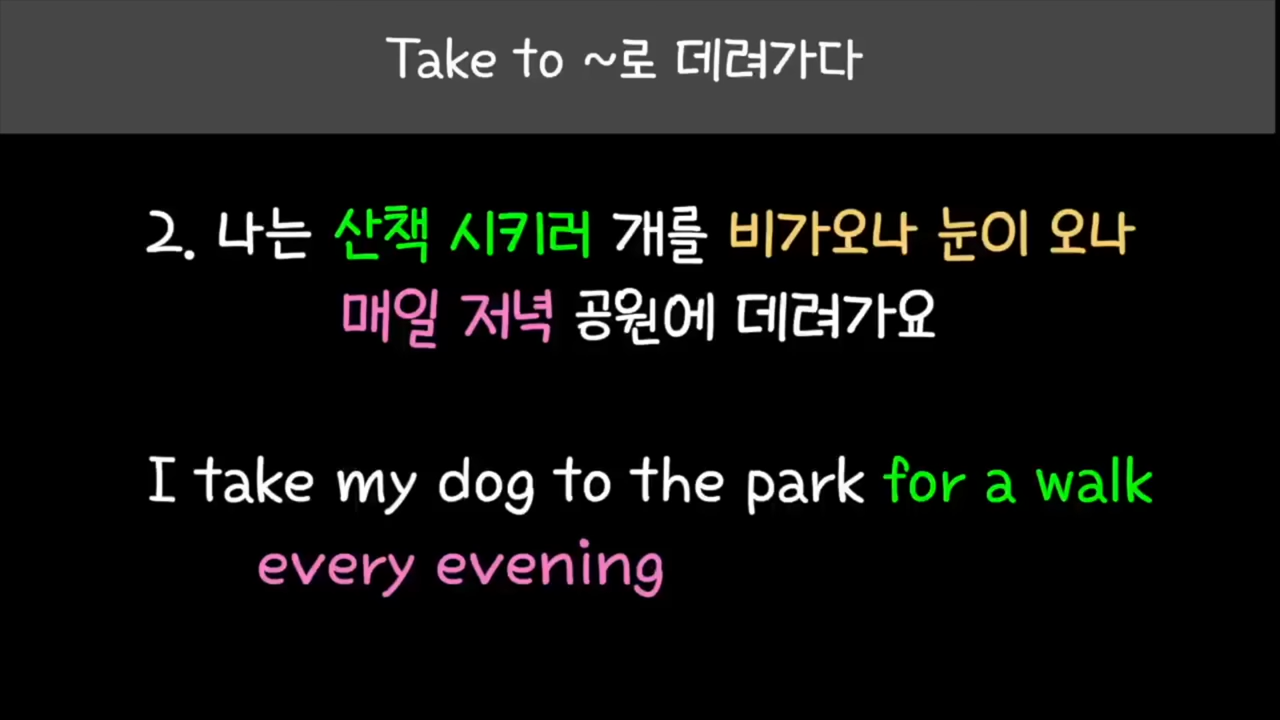 Take to ~로 데려가다
2. 나는 산책 시키러 개를 비가오나 눈이 오나
매일 저녁 공원에 데려가요
I take my dog to the park for a walk
every evening